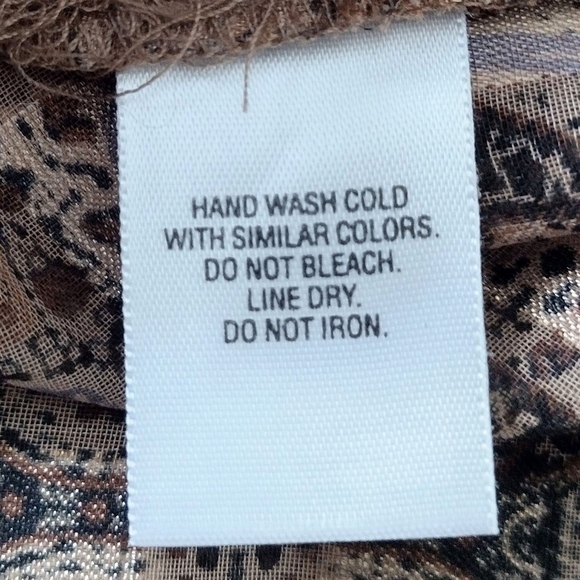 HAND WASH COLD
WITH SIMILAR COLORS.
DO NOT BLEACH.
LINE DRY.
DO NOT IRON.